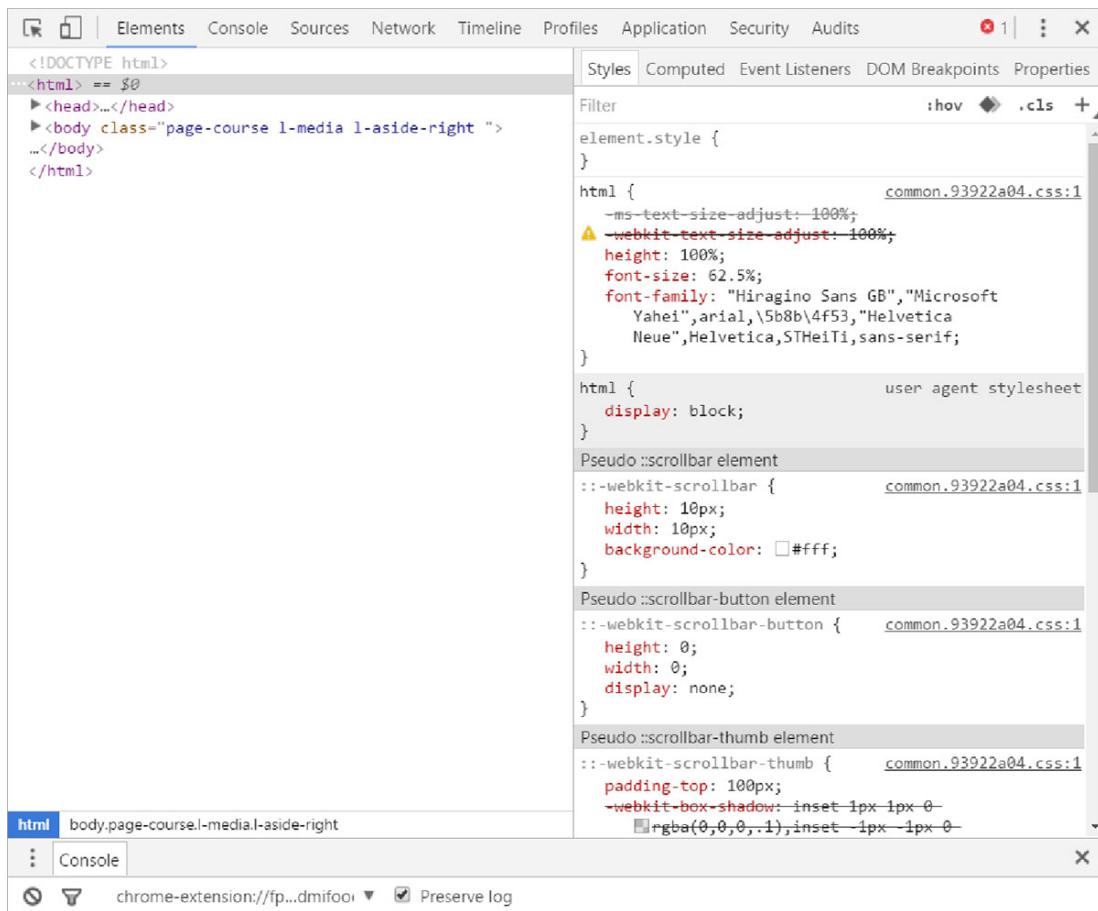 Elements Console Sources Network Timeline Profiles Application Security Audits 1
<!DOCTYPE html>
···<html> == $0
<head>…</head>
<body class="page-course l-media l-aside-right ">
…</body>
</html>
html body.page-course.l-media.l-aside-right
Styles Computed Event Listeners DOM Breakpoints Properties
Filter :hov .cls +
element.style {
}
html { common.93922a04.css:1
-ms-text-size-adjust: 100%;
-webkit-text-size-adjust: 100%;
height: 100%;
font-size: 62.5%;
font-family: "Hiragino Sans GB","Microsoft
Yahei",arial,\5b8b\4f53,"Helvetica
Neue",Helvetica,STHeiTi,sans-serif;
}
html { user agent stylesheet
display: block;
}
Pseudo ::scrollbar element
::-webkit-scrollbar { common.93922a04.css:1
height: 10px;
width: 10px;
background-color: #fff;
}
Pseudo ::scrollbar-button element
::-webkit-scrollbar-button { common.93922a04.css:1
height: 0;
width: 0;
display: none;
}
Pseudo ::scrollbar-thumb element
::-webkit-scrollbar-thumb { common.93922a04.css:1
padding-top: 100px;
-webkit-box-shadow: inset 1px 1px 0
rgba(0,0,0,.1),inset -1px -1px 0
Console
chrome-extension://fp...dmifoo Preserve log